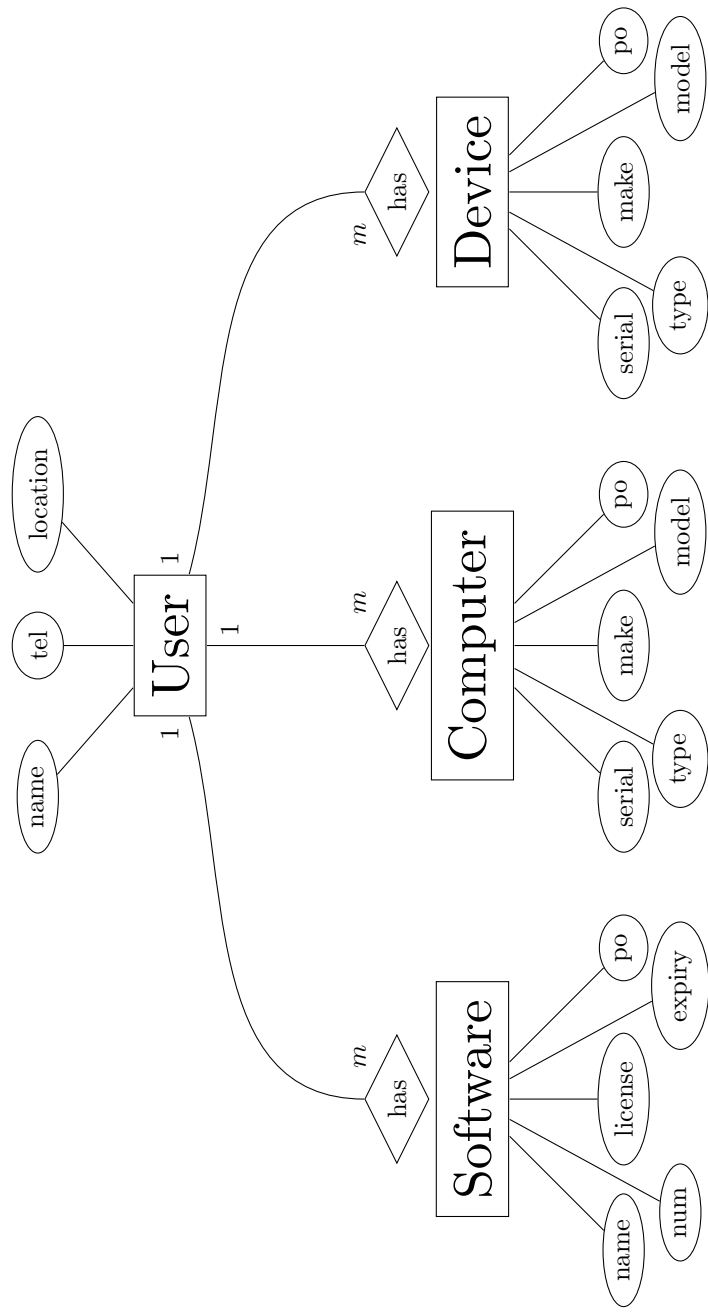 name
tel
location
User
1
1
1
m
m
m
has
has
has
Software
Computer
Device
name
num
license
expiry
po
serial
type
make
model
po
serial
type
make
model
po